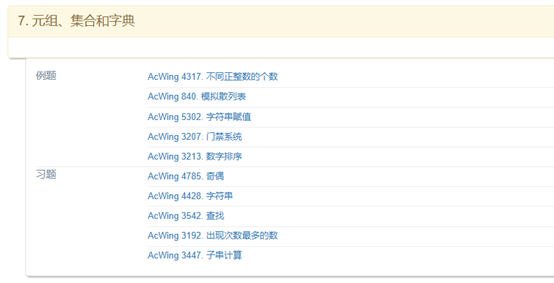 7. 元组、集合和字典
例题
AcWing 4317. 不同正整数的个数
AcWing 840. 模拟散列表
AcWing 5302. 字符串赋值
AcWing 3207. 门禁系统
AcWing 3213. 数字排序
习题
AcWing 4785. 奇偶
AcWing 4428. 字符串
AcWing 3542. 查找
AcWing 3192. 出现次数最多的数
AcWing 3447. 子串计算